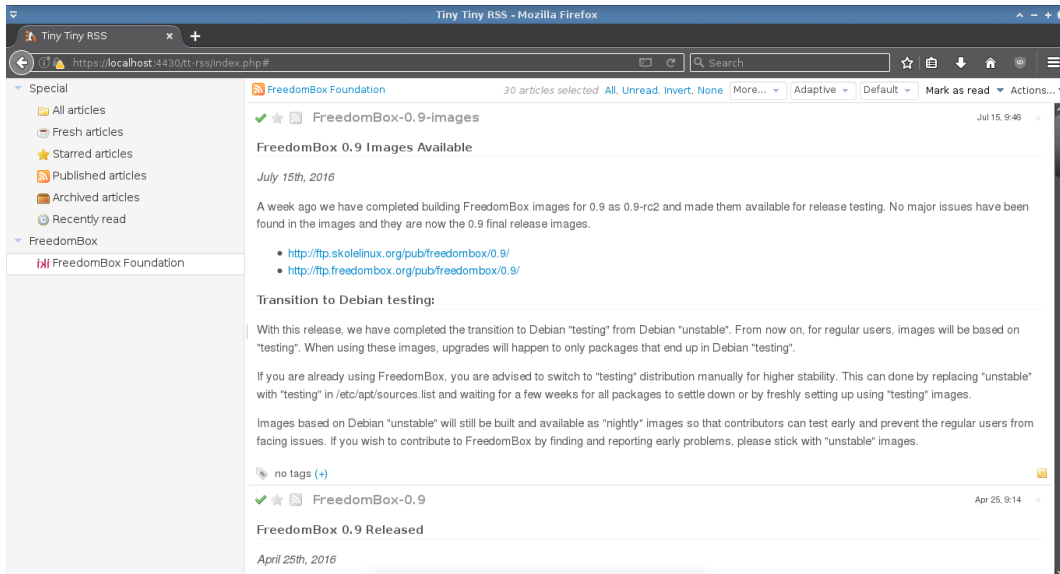 Tiny Tiny RSS - Mozilla Firefox
Tiny Tiny RSS
https://localhost:4430/tt-rss/index.php#
Search
Special
All articles
Fresh articles
Starred articles
Published articles
Archived articles
Recently read
FreedomBox
FreedomBox Foundation
FreedomBox Foundation 30 articles selected All, Unread, Invert, None More... Adaptive Default Mark as read Actions...
FreedomBox-0.9-images Jul 15, 9:46
FreedomBox 0.9 Images Available
July 15th, 2016
A week ago we have completed building FreedomBox images for 0.9 as 0.9-rc2 and made them available for release testing. No major issues have been
found in the images and they are now the 0.9 final release images.
http://ftp.skolelinux.org/pub/freedombox/0.9/
http://ftp.freedombox.org/pub/freedombox/0.9/
Transition to Debian testing:
With this release, we have completed the transition to Debian "testing" from Debian "unstable". From now on, for regular users, images will be based on
"testing". When using these images, upgrades will happen to only packages that end up in Debian "testing".
If you are already using FreedomBox, you are advised to switch to "testing" distribution manually for higher stability. This can done by replacing "unstable"
with "testing" in /etc/apt/sources.list and waiting for a few weeks for all packages to settle down or by freshly setting up using "testing" images.
Images based on Debian "unstable" will still be built and available as "nightly" images so that contributors can test early and prevent the regular users from
facing issues. If you wish to contribute to FreedomBox by finding and reporting early problems, please stick with "unstable" images.
no tags (+)
FreedomBox-0.9 Apr 25, 9:14
FreedomBox 0.9 Released
April 25th, 2016